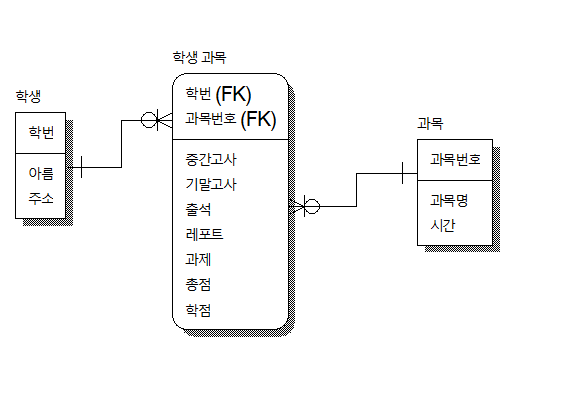 학생
학번
아름
주소
학생 과목
학번 (FK)
과목번호 (FK)
중간고사
기말고사
출석
레포트
과제
총점
학점
과목
과목번호
과목명
시간